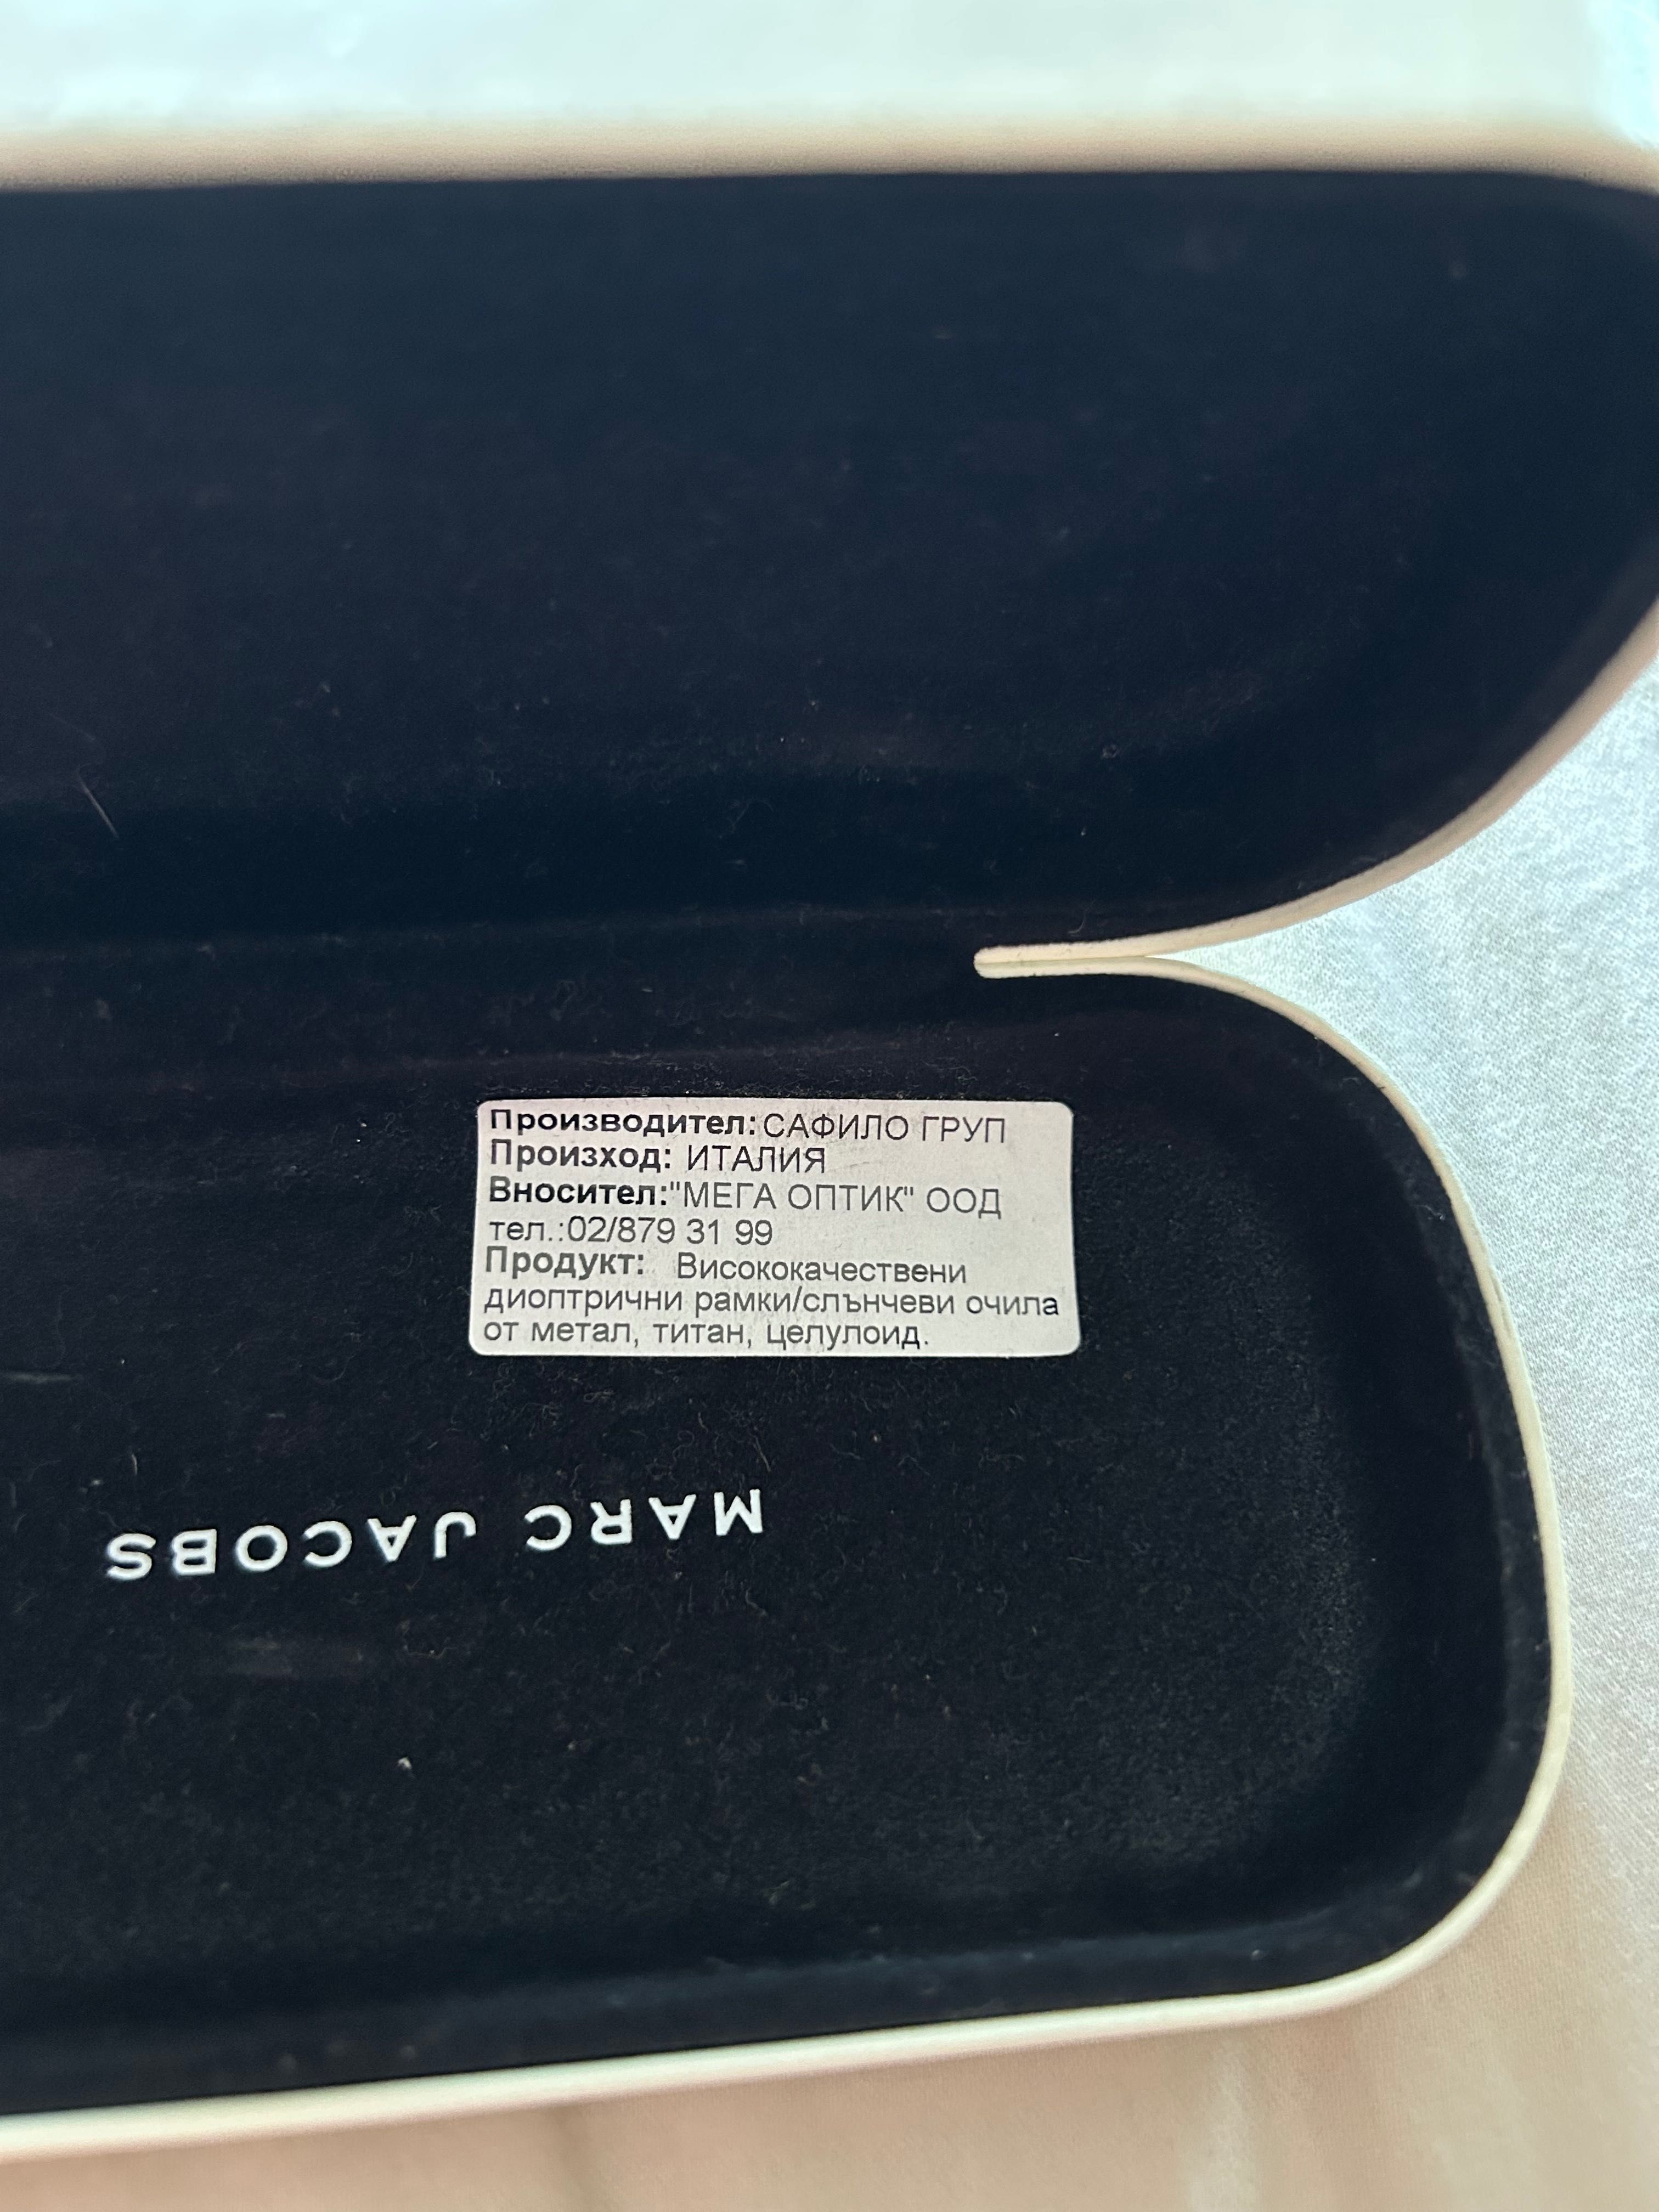 Производител: САФИЛО ГРУП
Произход: ИТАЛИЯ
Вносител:"МЕГА ОПТИК" ООД
тел.:02/879 31 99
Продукт: Висококачествени
диоптрични рамки/слънчеви очила
от метал, титан, целулоид.
MARC JACOBS